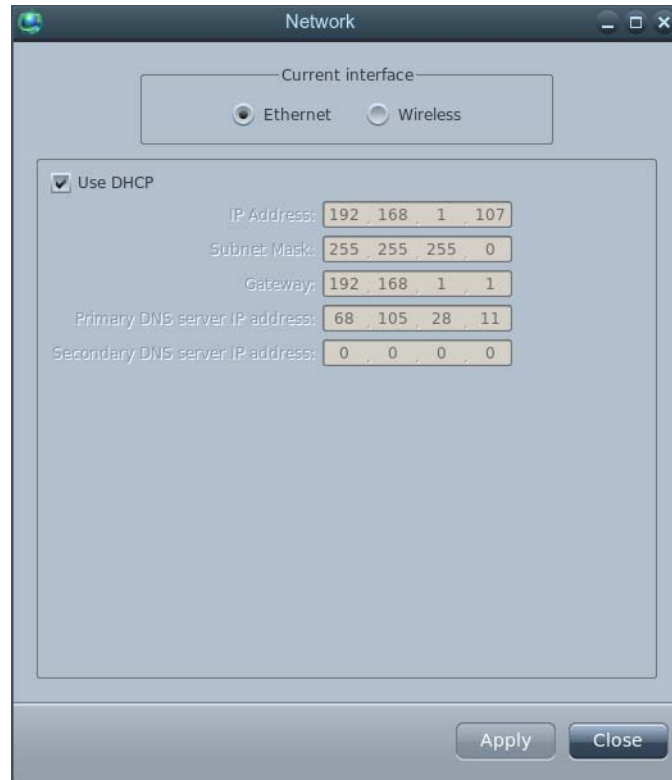 Network
Current interface
Ethernet Wireless
Use DHCP
IP Address: 192 . 168 . 1 . 107
Subnet Mask: 255 . 255 . 255 . 0
Gateway: 192 . 168 . 1 . 1
Primary DNS server IP address: 68 . 105 . 28 . 11
Secondary DNS server IP address: 0 . 0 . 0 . 0
Apply Close